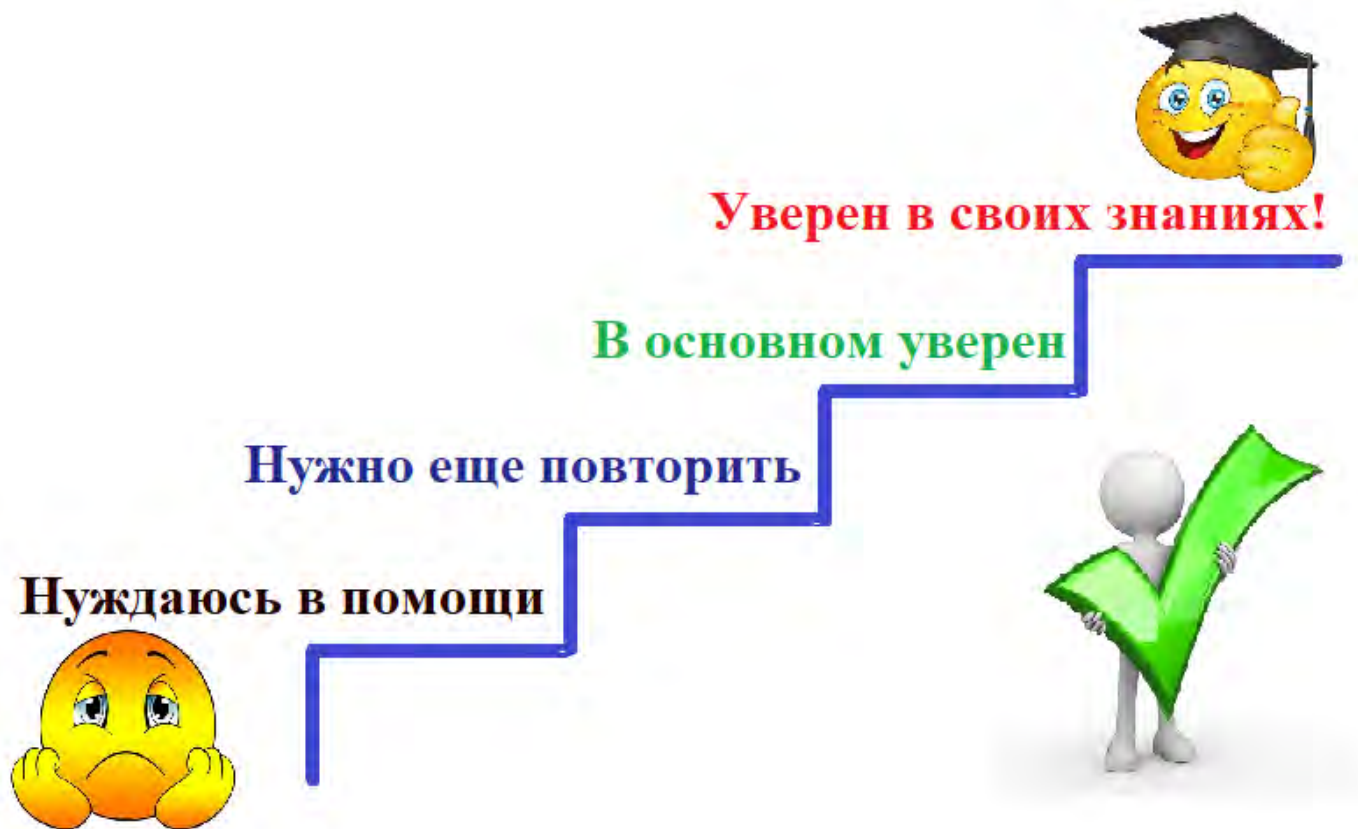 Уверен в своих знаниях!
В основном уверен
Нужно еще повторить
Нуждаюсь в помощи